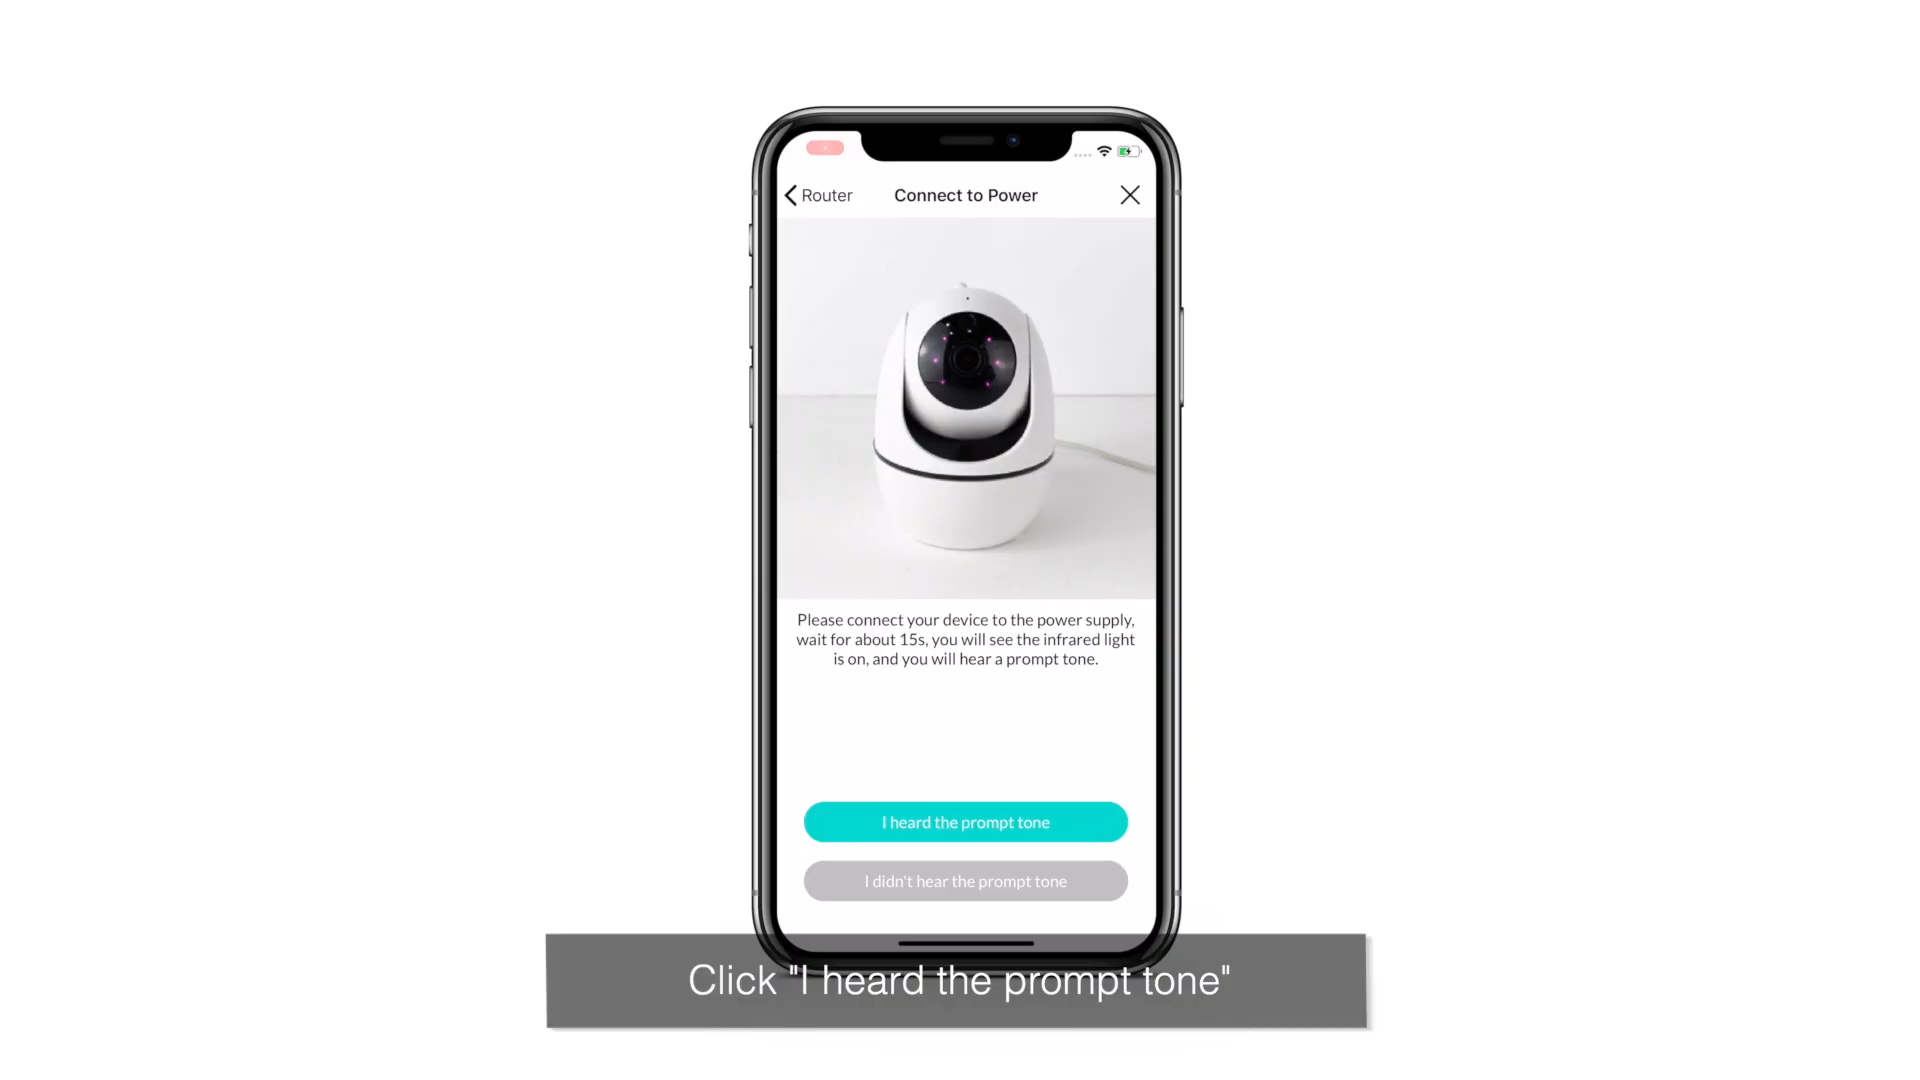 Router
Connect to Power
Please connect your device to the power supply,
wait for about 15s, you will see the infrared light
is on, and you will hear a prompt tone.
I heard the prompt tone
I didn't hear the prompt tone
Click "I heard the prompt tone"